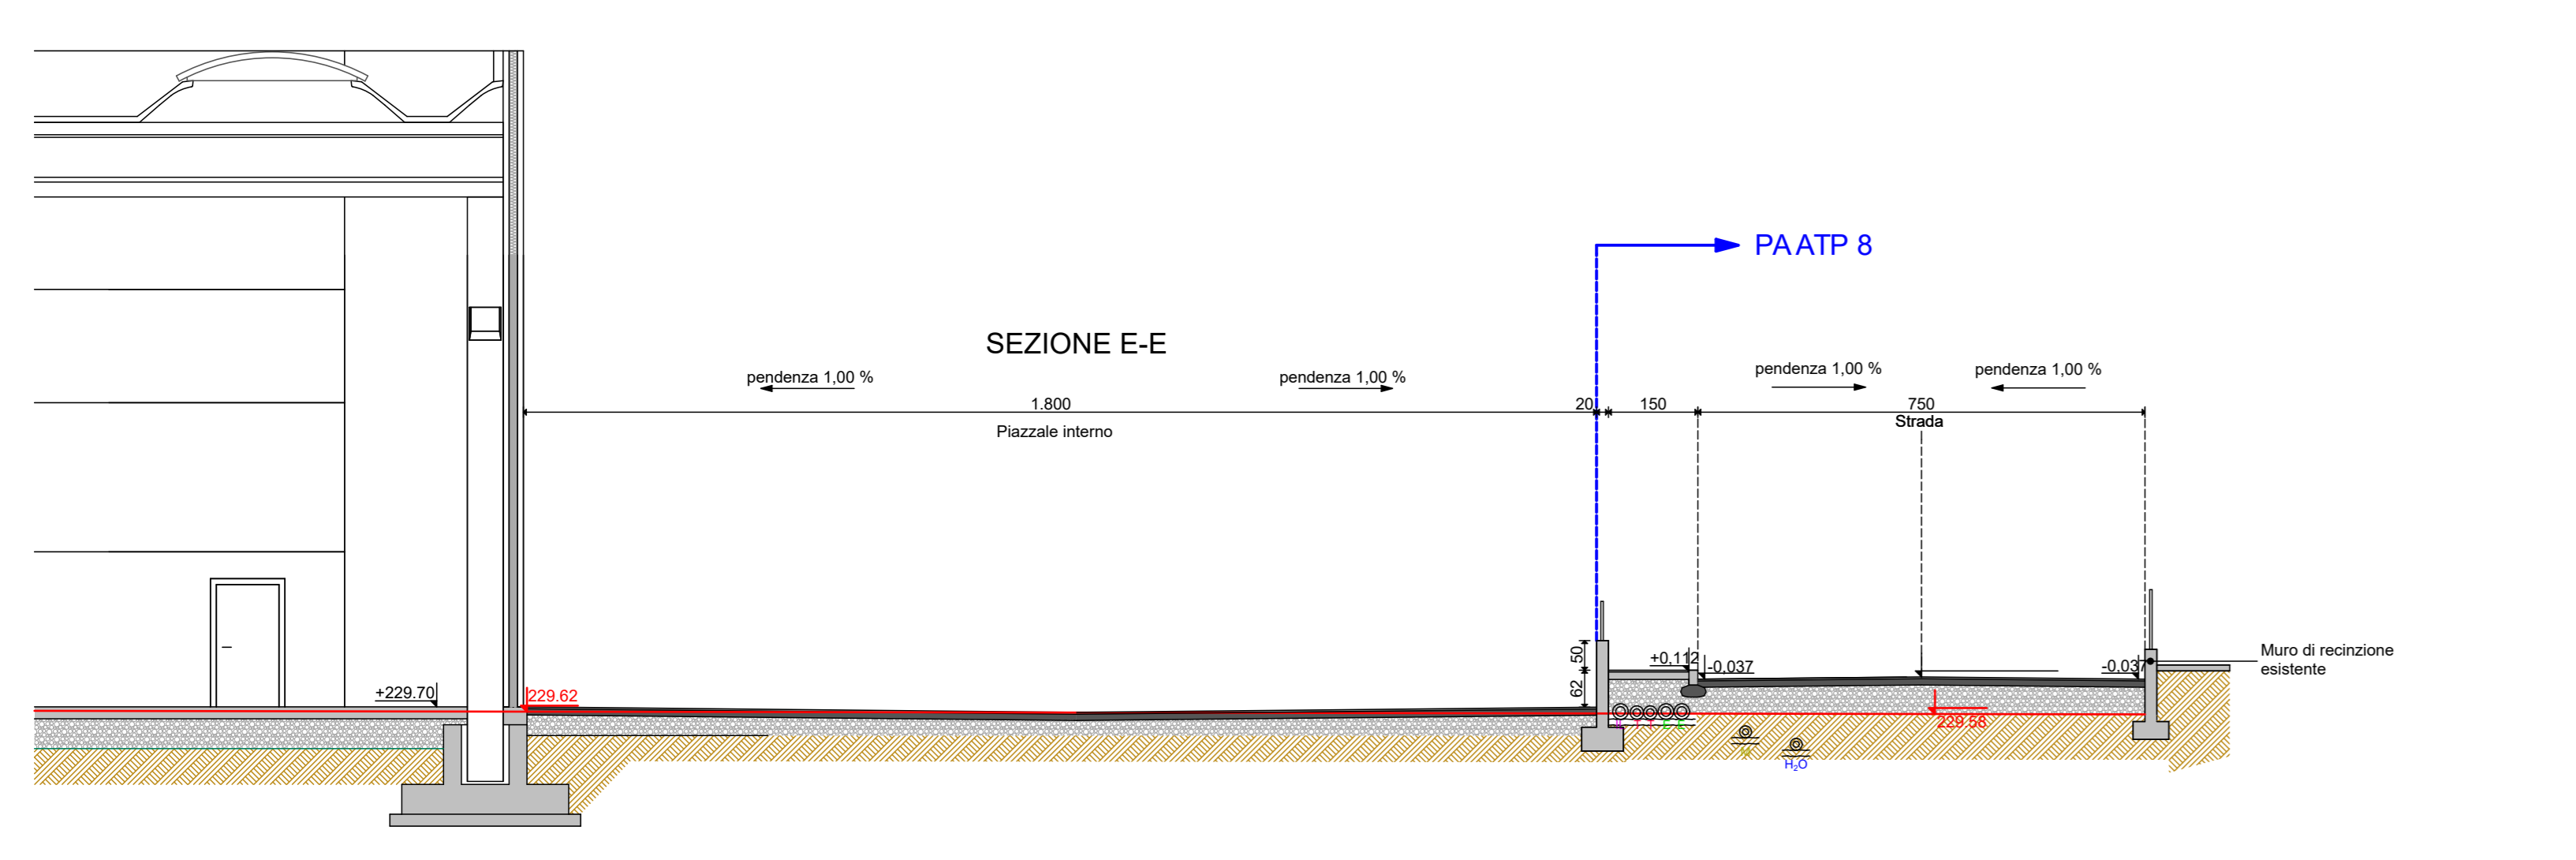 PA ATP 8
SEZIONE E-E
pendenza 1,00 %
pendenza 1,00 %
pendenza 1,00 %
pendenza 1,00 %
1.800
20
150
750
Piazzale interno
Strada
50
62
+0,112
-0,037
-0,037
Muro di recinzione
esistente
+229.70
229.62
229.58
T T E E
H₂O